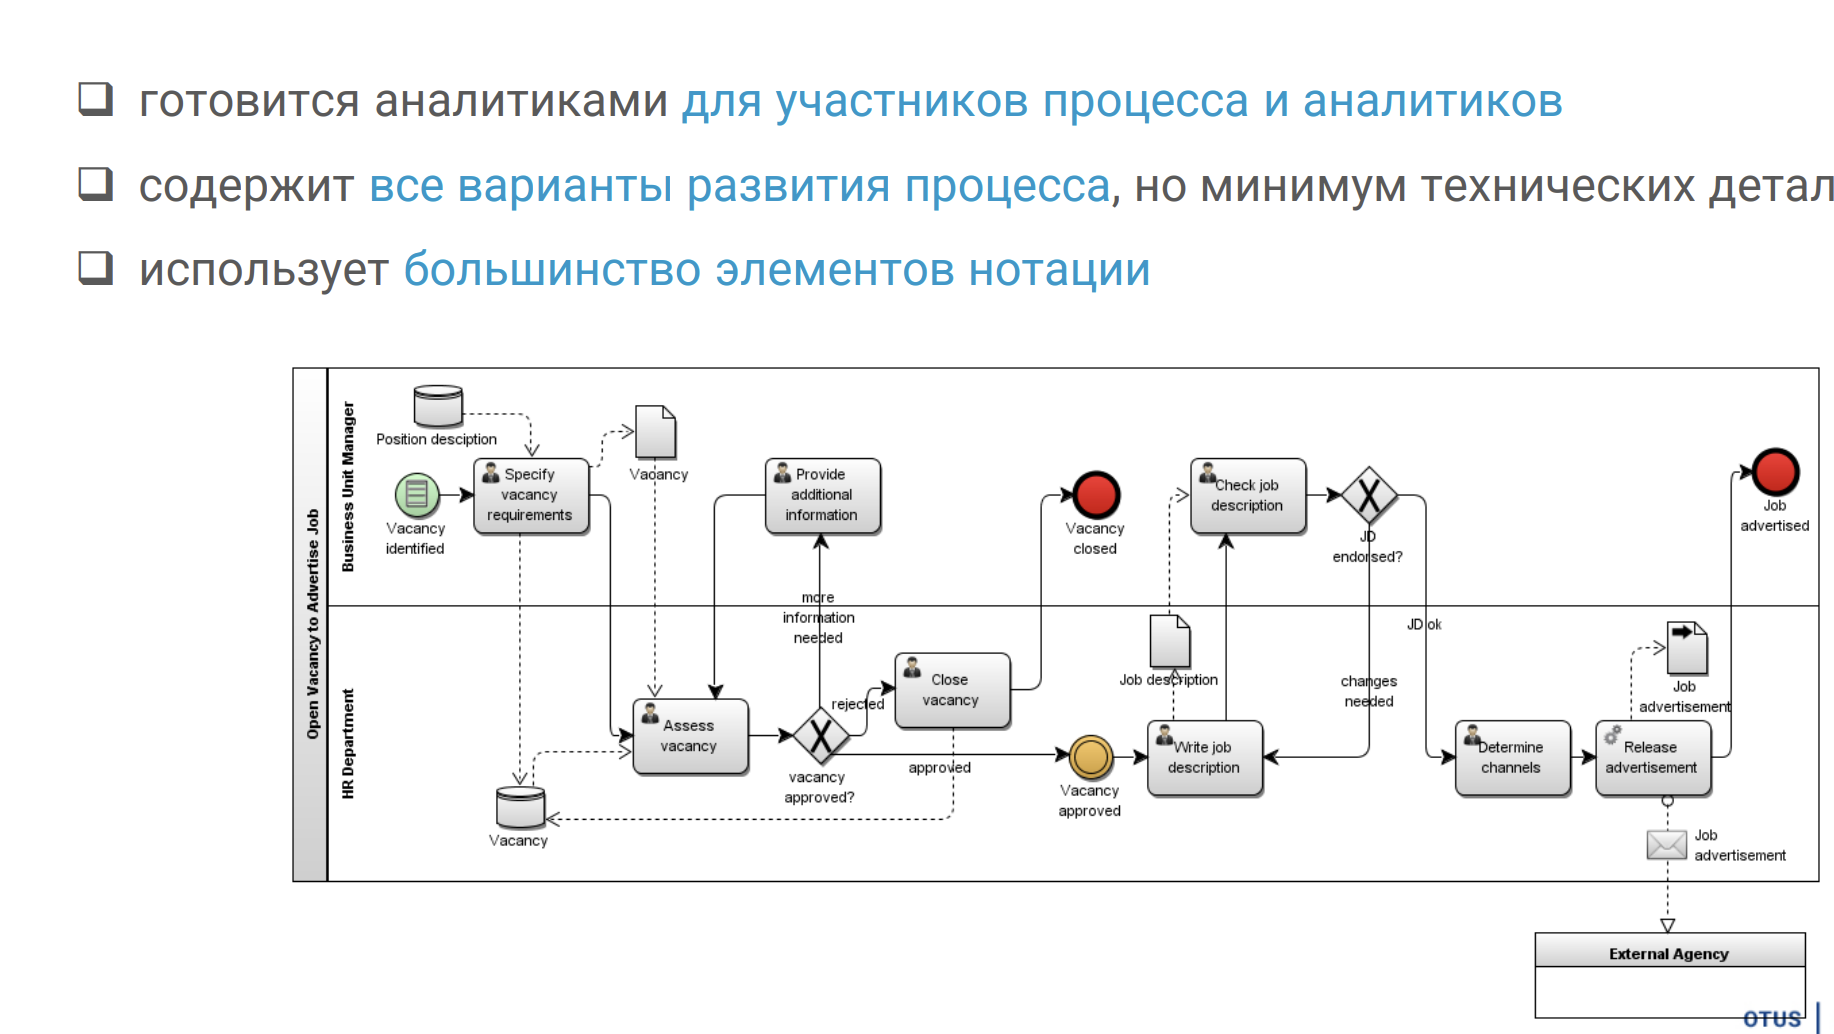 готовится аналитиками для участников процесса и аналитиков
содержит все варианты развития процесса, но минимум технических детал
использует большинство элементов нотации
Open Vacancy to Advertise Job
Business Unit Manager
HR Department
Position desciption
Vacancy
identified
Specify
vacancy
requirements
Vacancy
Provide
additional
information
Vacancy
closed
Check job
description
JD
endorsed?
Job
advertised
more
information
needed
Assess
vacancy
vacancy
approved?
rejected
Close
vacancy
approved
Vacancy
Vacancy
approved
Job description
Write job
description
changes
needed
JD ok
Determine
channels
Release
advertisement
Job
advertisement
Job
advertisement
External Agency
OTUS